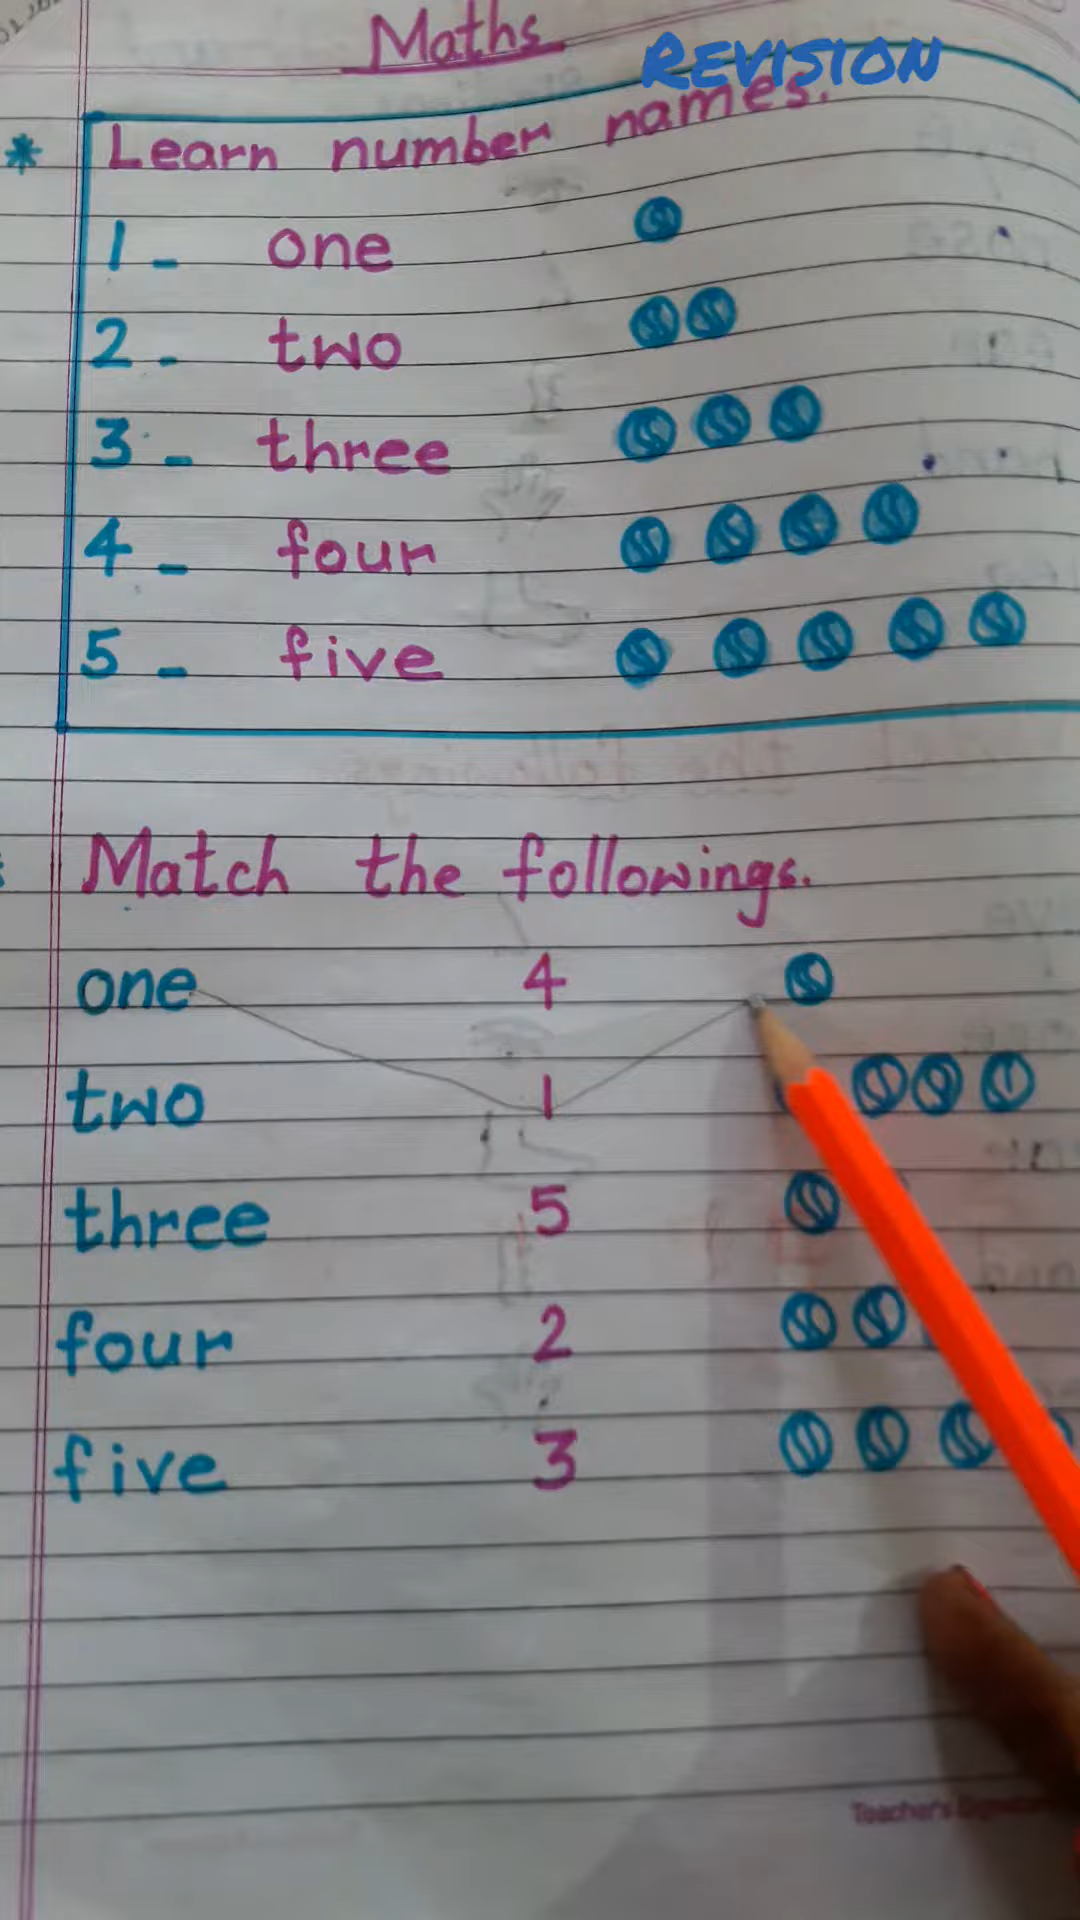 Maths
REVISION
* Learn number names.
1 - one
2 - two
3 - three
4 - four
5 - five
Match the followings.
one 4
two 1
three 5
four 2
five 3
Teacher's